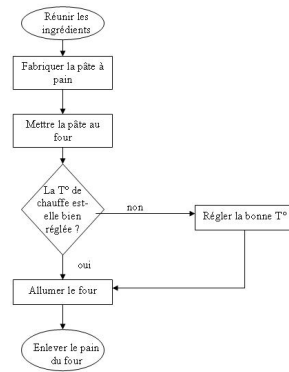 Réunir les
ingrédients
Fabriquer la pâte à
pain
Mettre la pâte au
four
La T° de
chauffe est-
elle bien
réglée ?
non
Régler la bonne T°
oui
Allumer le four
Enlever le pain
du four